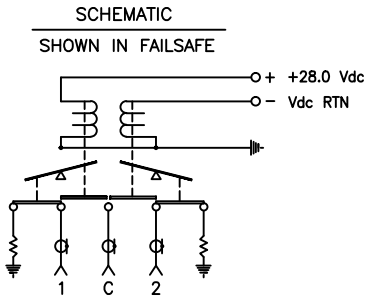 SCHEMATIC
SHOWN IN FAILSAFE
+ +28.0 Vdc
- Vdc RTN
1 C 2